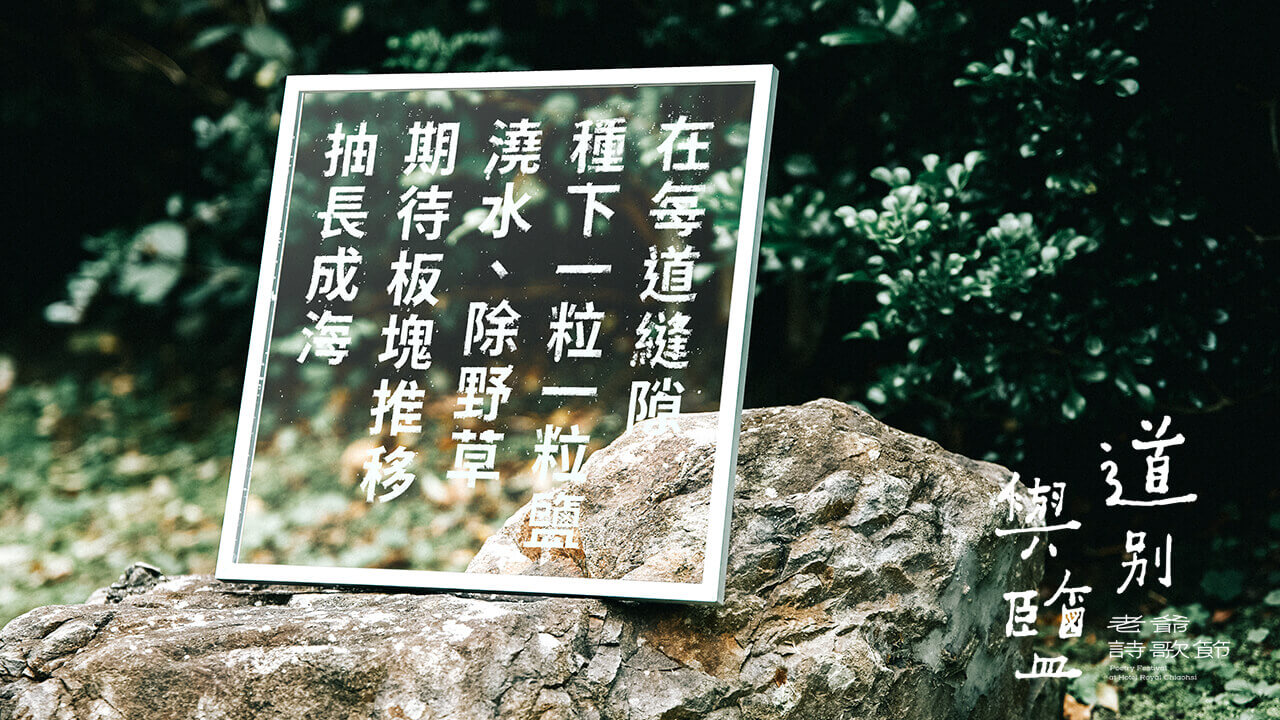 在每道縫隙
種下一粒一粒鹽
澆水、除野草
期待板塊推移
抽長成海
道別
與鹽
老爺
詩歌節
Poetry Festival
at Hotel Royal Chiaohsi